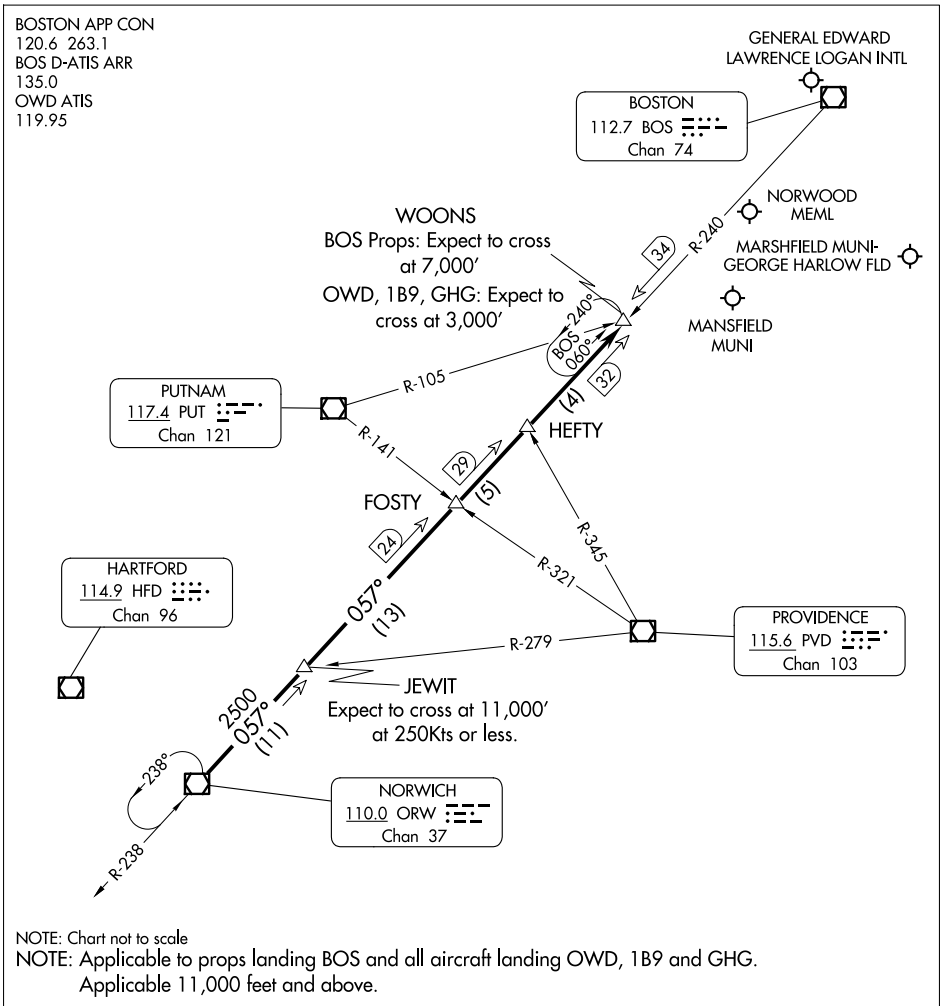 BOSTON APP CON
120.6 263.1
BOS D-ATIS ARR
135.0
OWD ATIS
119.95
GENERAL EDWARD
LAWRENCE LOGAN INTL
BOSTON
112.7 BOS
Chan 74
R-240
NORWOOD
MEML
MARSHFIELD MUNI-
GEORGE HARLOW FLD
MANSFIELD
MUNI
WOONS
BOS Props: Expect to cross
at 7,000'
OWD, 1B9, GHG: Expect to
cross at 3,000'
34
240°
BOS
060°
32
(4)
R-105
PUTNAM
117.4 PUT
Chan 121
R-141
HEFTY
29
(5)
FOSTY
24
R-345
R-321
HARTFORD
114.9 HFD
Chan 96
057°
(13)
PROVIDENCE
115.6 PVD
Chan 103
R-279
JEWIT
Expect to cross at 11,000'
at 250Kts or less.
2500
057°
(11)
238°
NORWICH
110.0 ORW
Chan 37
R-238
NOTE: Chart not to scale
NOTE: Applicable to props landing BOS and all aircraft landing OWD, 1B9 and GHG.
Applicable 11,000 feet and above.